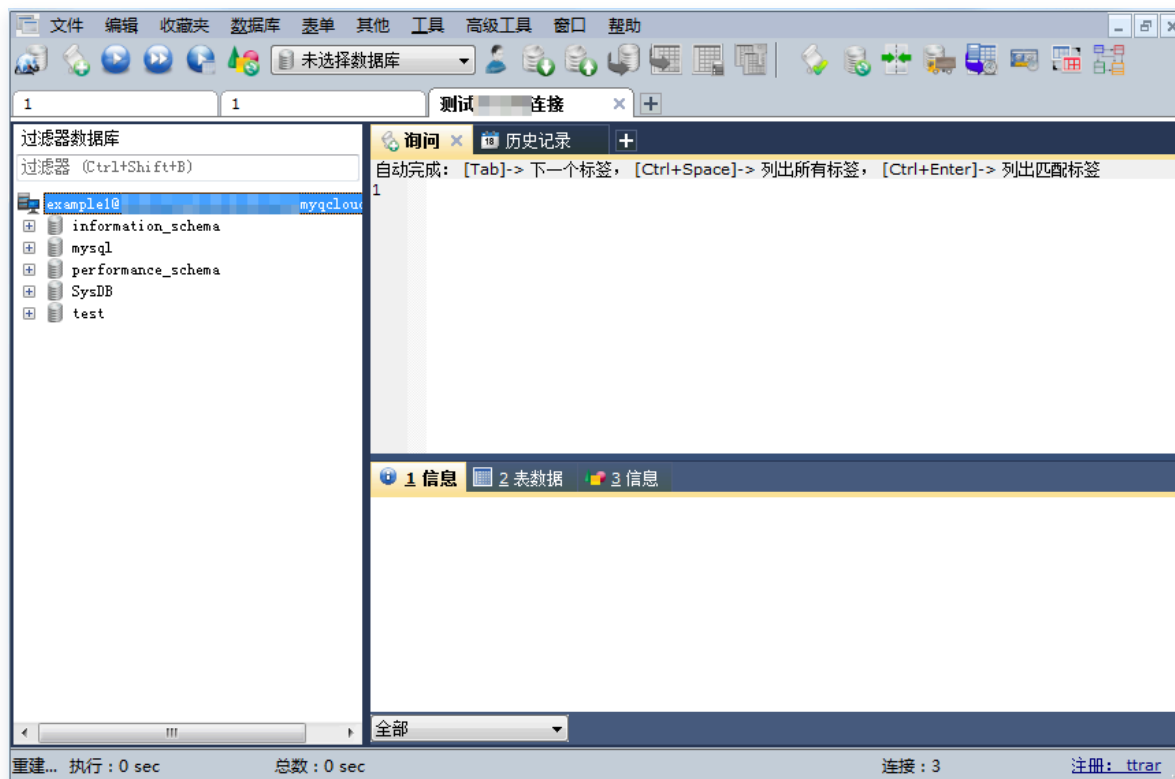 文件 编辑 收藏夹 数据库 表单 其他 工具 高级工具 窗口 帮助
未选择数据库
1 1 测试 连接
过滤器数据库
过滤器 (Ctrl+Shift+B)
example1@ myqcloud
information_schema
mysql
performance_schema
SysDB
test
询问 历史记录
自动完成: [Tab]-> 下一个标签, [Ctrl+Space]-> 列出所有标签, [Ctrl+Enter]-> 列出匹配标签
1
1 信息 2 表数据 3 信息
全部
重建... 执行:0 sec 总数:0 sec 连接:3 注册: ttrar